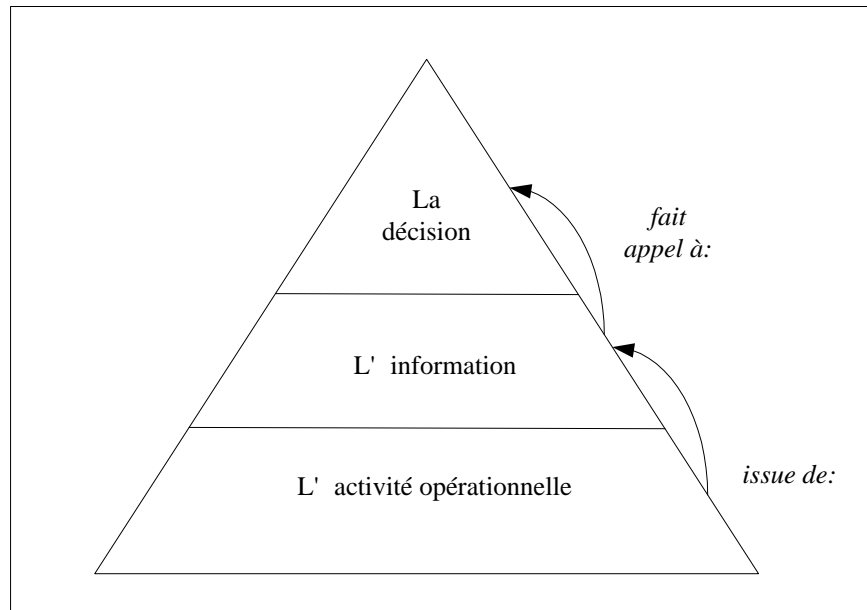 La
décision
fait
appel à:
L' information
L' activité opérationnelle
issue de: